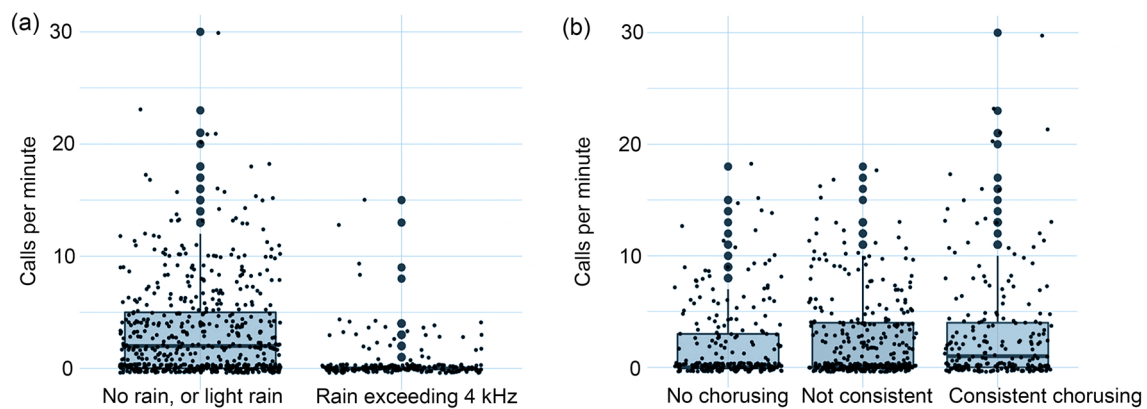 (a)
Calls per minute
30
20
10
0
No rain, or light rain
Rain exceeding 4 kHz
(b)
Calls per minute
30
20
10
0
No chorusing
Not consistent
Consistent chorusing